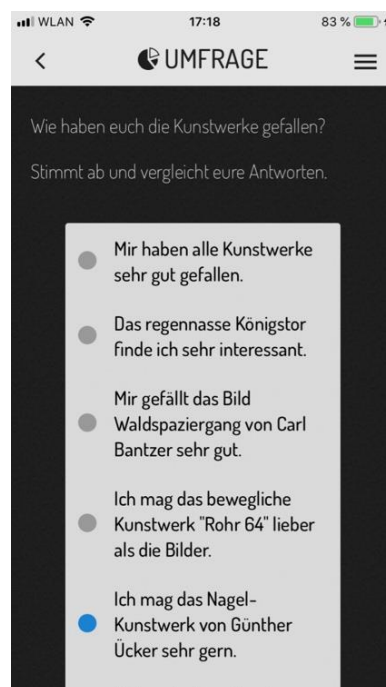 WLAN 17:18 83 %
UMFRAGE
Wie haben euch die Kunstwerke gefallen?
Stimmt ab und vergleicht eure Antworten.
Mir haben alle Kunstwerke
sehr gut gefallen.
Das regennasse Königstor
finde ich sehr interessant.
Mir gefällt das Bild
Waldspaziergang von Carl
Bantzer sehr gut.
Ich mag das bewegliche
Kunstwerk "Rohr 64" lieber
als die Bilder.
Ich mag das Nagel-
Kunstwerk von Günther
Ücker sehr gern.